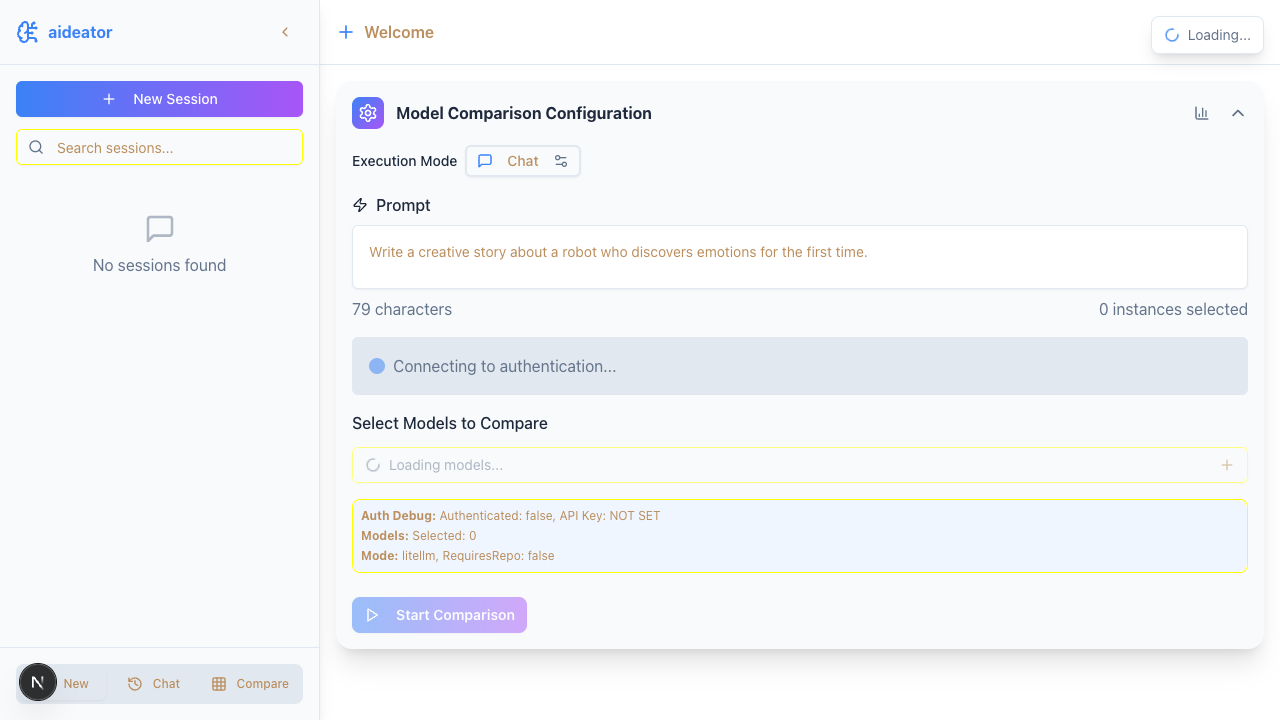 aideator
New Session
Search sessions...
No sessions found
New
Chat
Compare
Welcome
Loading...
Model Comparison Configuration
Execution Mode
Chat
Prompt
Write a creative story about a robot who discovers emotions for the first time.
79 characters
0 instances selected
Connecting to authentication...
Select Models to Compare
Loading models...
Auth Debug: Authenticated: false, API Key: NOT SET
Models: Selected: 0
Mode: litellm, RequiresRepo: false
Start Comparison